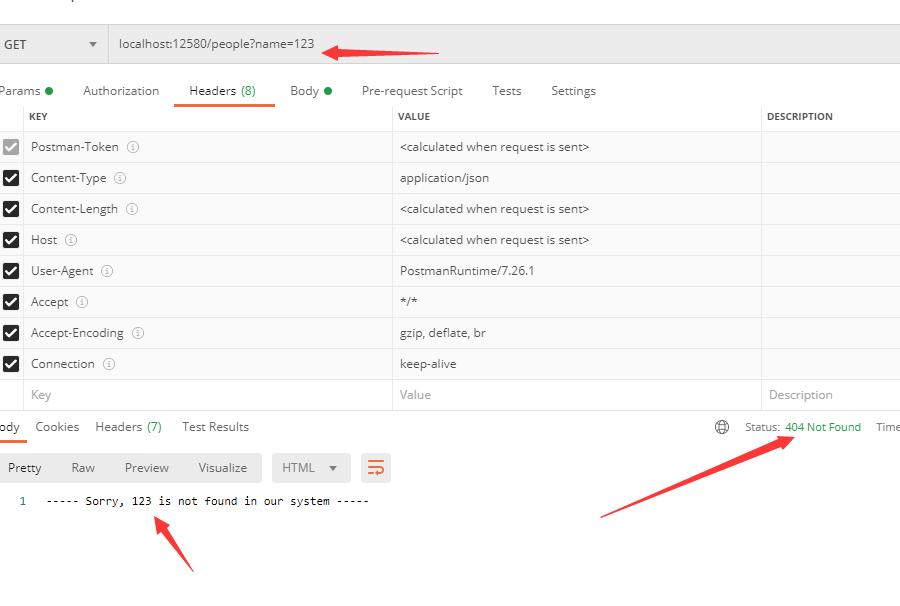 GET localhost:12580/people?name=123
Params Authorization Headers (8) Body Pre-request Script Tests Settings
KEY VALUE DESCRIPTION
Postman-Token <calculated when request is sent>
Content-Type application/json
Content-Length <calculated when request is sent>
Host <calculated when request is sent>
User-Agent PostmanRuntime/7.26.1
Accept */*
Accept-Encoding gzip, deflate, br
Connection keep-alive
Key Value Description
ody Cookies Headers (7) Test Results Status: 404 Not Found Time
Pretty Raw Preview Visualize HTML
1 ----- Sorry, 123 is not found in our system -----